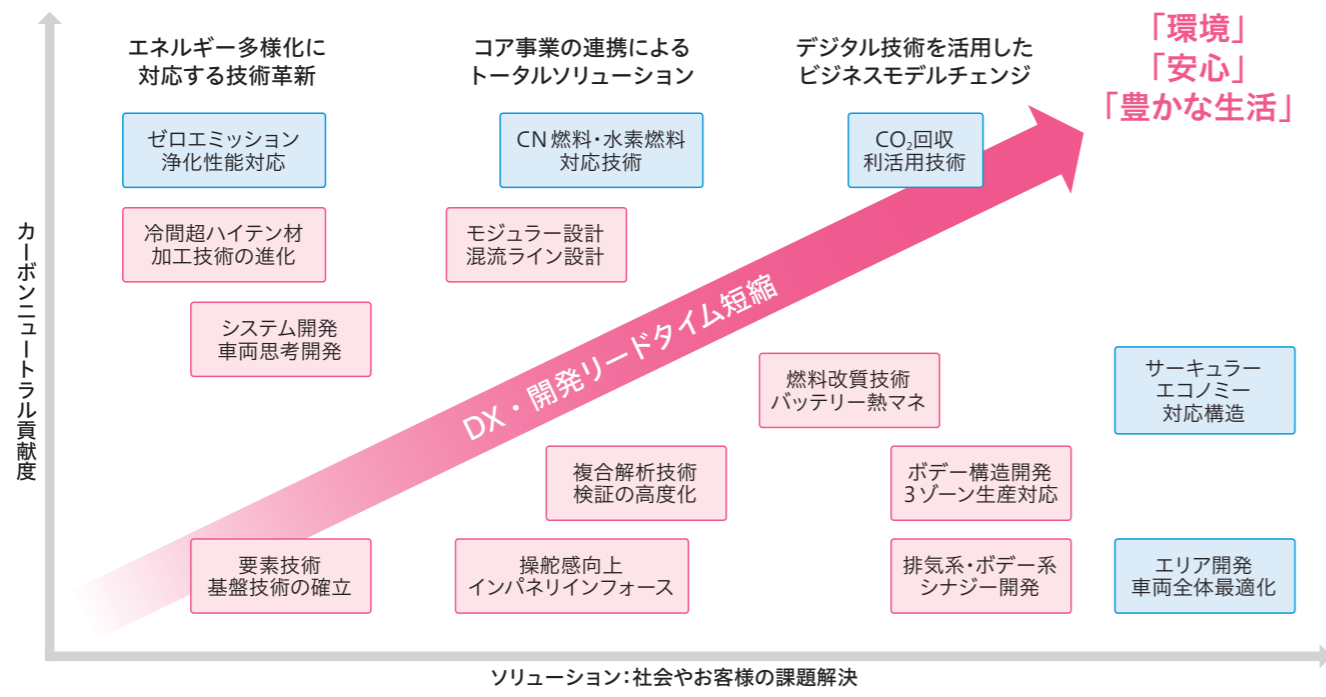 エネルギー多様化に
対応する技術革新
コア事業の連携による
トータルソリューション
デジタル技術を活用した
ビジネスモデルチェンジ
「環境」
「安心」
「豊かな生活」
ゼロエミッション
浄化性能対応
CN燃料・水素燃料
対応技術
CO₂回収
利活用技術
冷間超ハイテン材
加工技術の進化
モジュラー設計
混流ライン設計
システム開発
車両思考開発
DX・開発リードタイム短縮
燃料改質技術
バッテリー熱マネ
サーキュラー
エコノミー
対応構造
複合解析技術
検証の高度化
ボデー構造開発
3ゾーン生産対応
要素技術
基盤技術の確立
操舵感向上
インパネリインフォース
排気系・ボデー系
シナジー開発
エリア開発
車両全体最適化
カーボンニュートラル貢献度
ソリューション：社会やお客様の課題解決